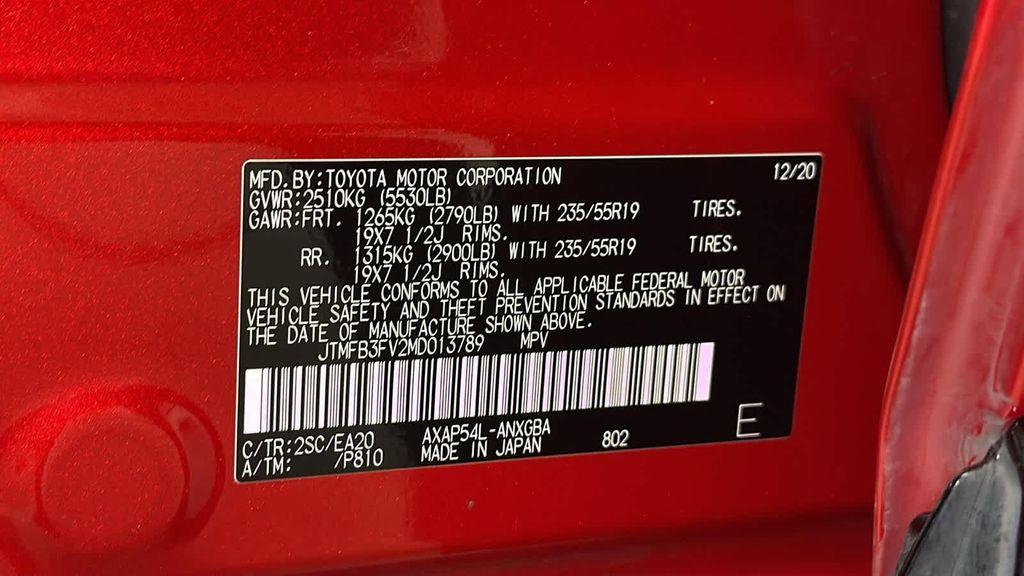 MFD.BY:TOYOTA MOTOR CORPORATION 12/20
GVWR:2510KG (5530LB)
GAWR:FRT. 1265KG (2790LB) WITH 235/55R19 TIRES.
19X7 1/2J RIMS.
RR. 1315KG (2900LB) WITH 235/55R19 TIRES.
19X7 1/2J RIMS.
THIS VEHICLE CONFORMS TO ALL APPLICABLE FEDERAL MOTOR
VEHICLE SAFETY AND THEFT PREVENTION STANDARDS IN EFFECT ON
THE DATE OF MANUFACTURE SHOWN ABOVE.
JTMFB3FV2MD013789 MPV
C/TR:2SC/EA20 AXAP54L-ANXGBA 802 E
A/TM: /P810 MADE IN JAPAN